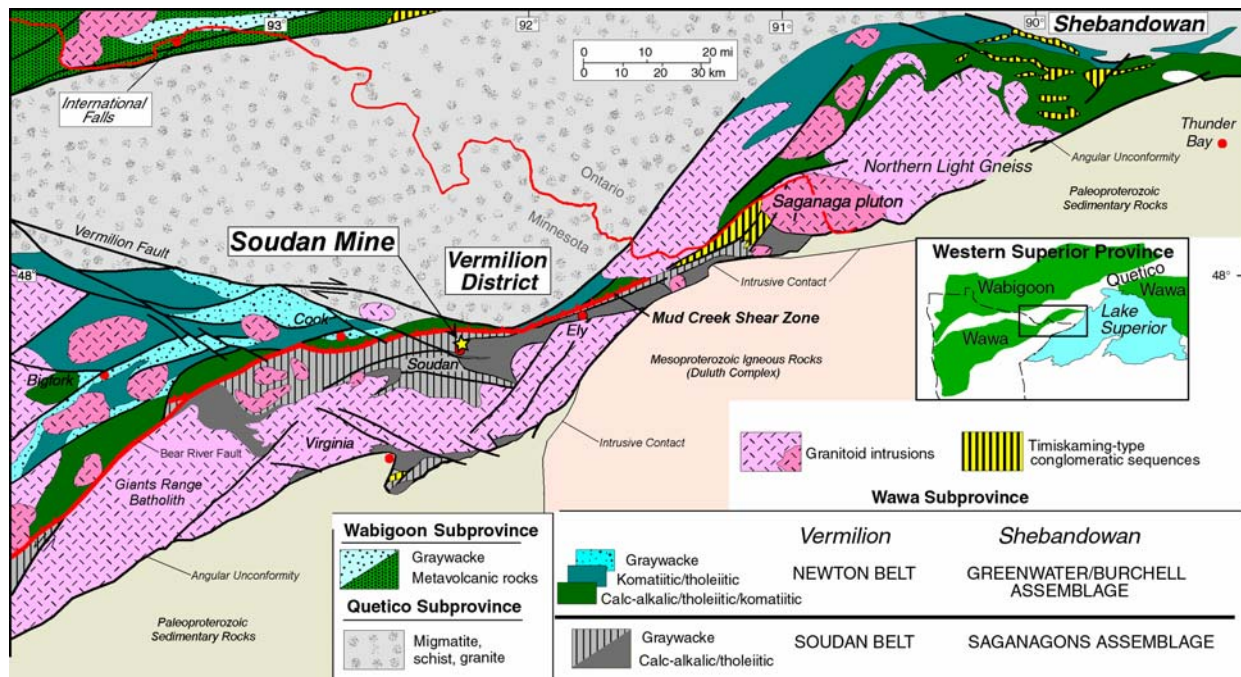 93°
92°
91°
90°
Shebandowan
0 10 20 mi
0 10 20 30 km
International
Falls
Thunder
Bay
Northern Light Gneiss
Angular Unconformity
Ontario
Minnesota
Saganaga pluton
Paleoproterozoic
Sedimentary Rocks
Vermilion Fault
Soudan Mine
Vermilion
District
48°
48°
Intrusive Contact
Western Superior Province
Quetico
Wabigoon
Wawa
Lake
Superior
Wawa
Cook
Ely
Mud Creek Shear Zone
Soudan
Mesoproterozoic Igneous Rocks
(Duluth Complex)
Bigfork
Virginia
Intrusive Contact
Bear River Fault
Giants Range
Batholith
Granitoid intrusions
Timiskaming-type
conglomeratic sequences
Wawa Subprovince
Wabigoon Subprovince
Graywacke
Metavolcanic rocks
Quetico Subprovince
Migmatite,
schist, granite
Vermilion
Shebandowan
Graywacke
Komatiitic/tholeiitic
Calc-alkalic/tholeiitic/komatiitic
NEWTON BELT
GREENWATER/BURCHELL
ASSEMBLAGE
Graywacke
Calc-alkalic/tholeiitic
SOUDAN BELT
SAGANAGONS ASSEMBLAGE
Angular Unconformity
Paleoproterozoic
Sedimentary Rocks